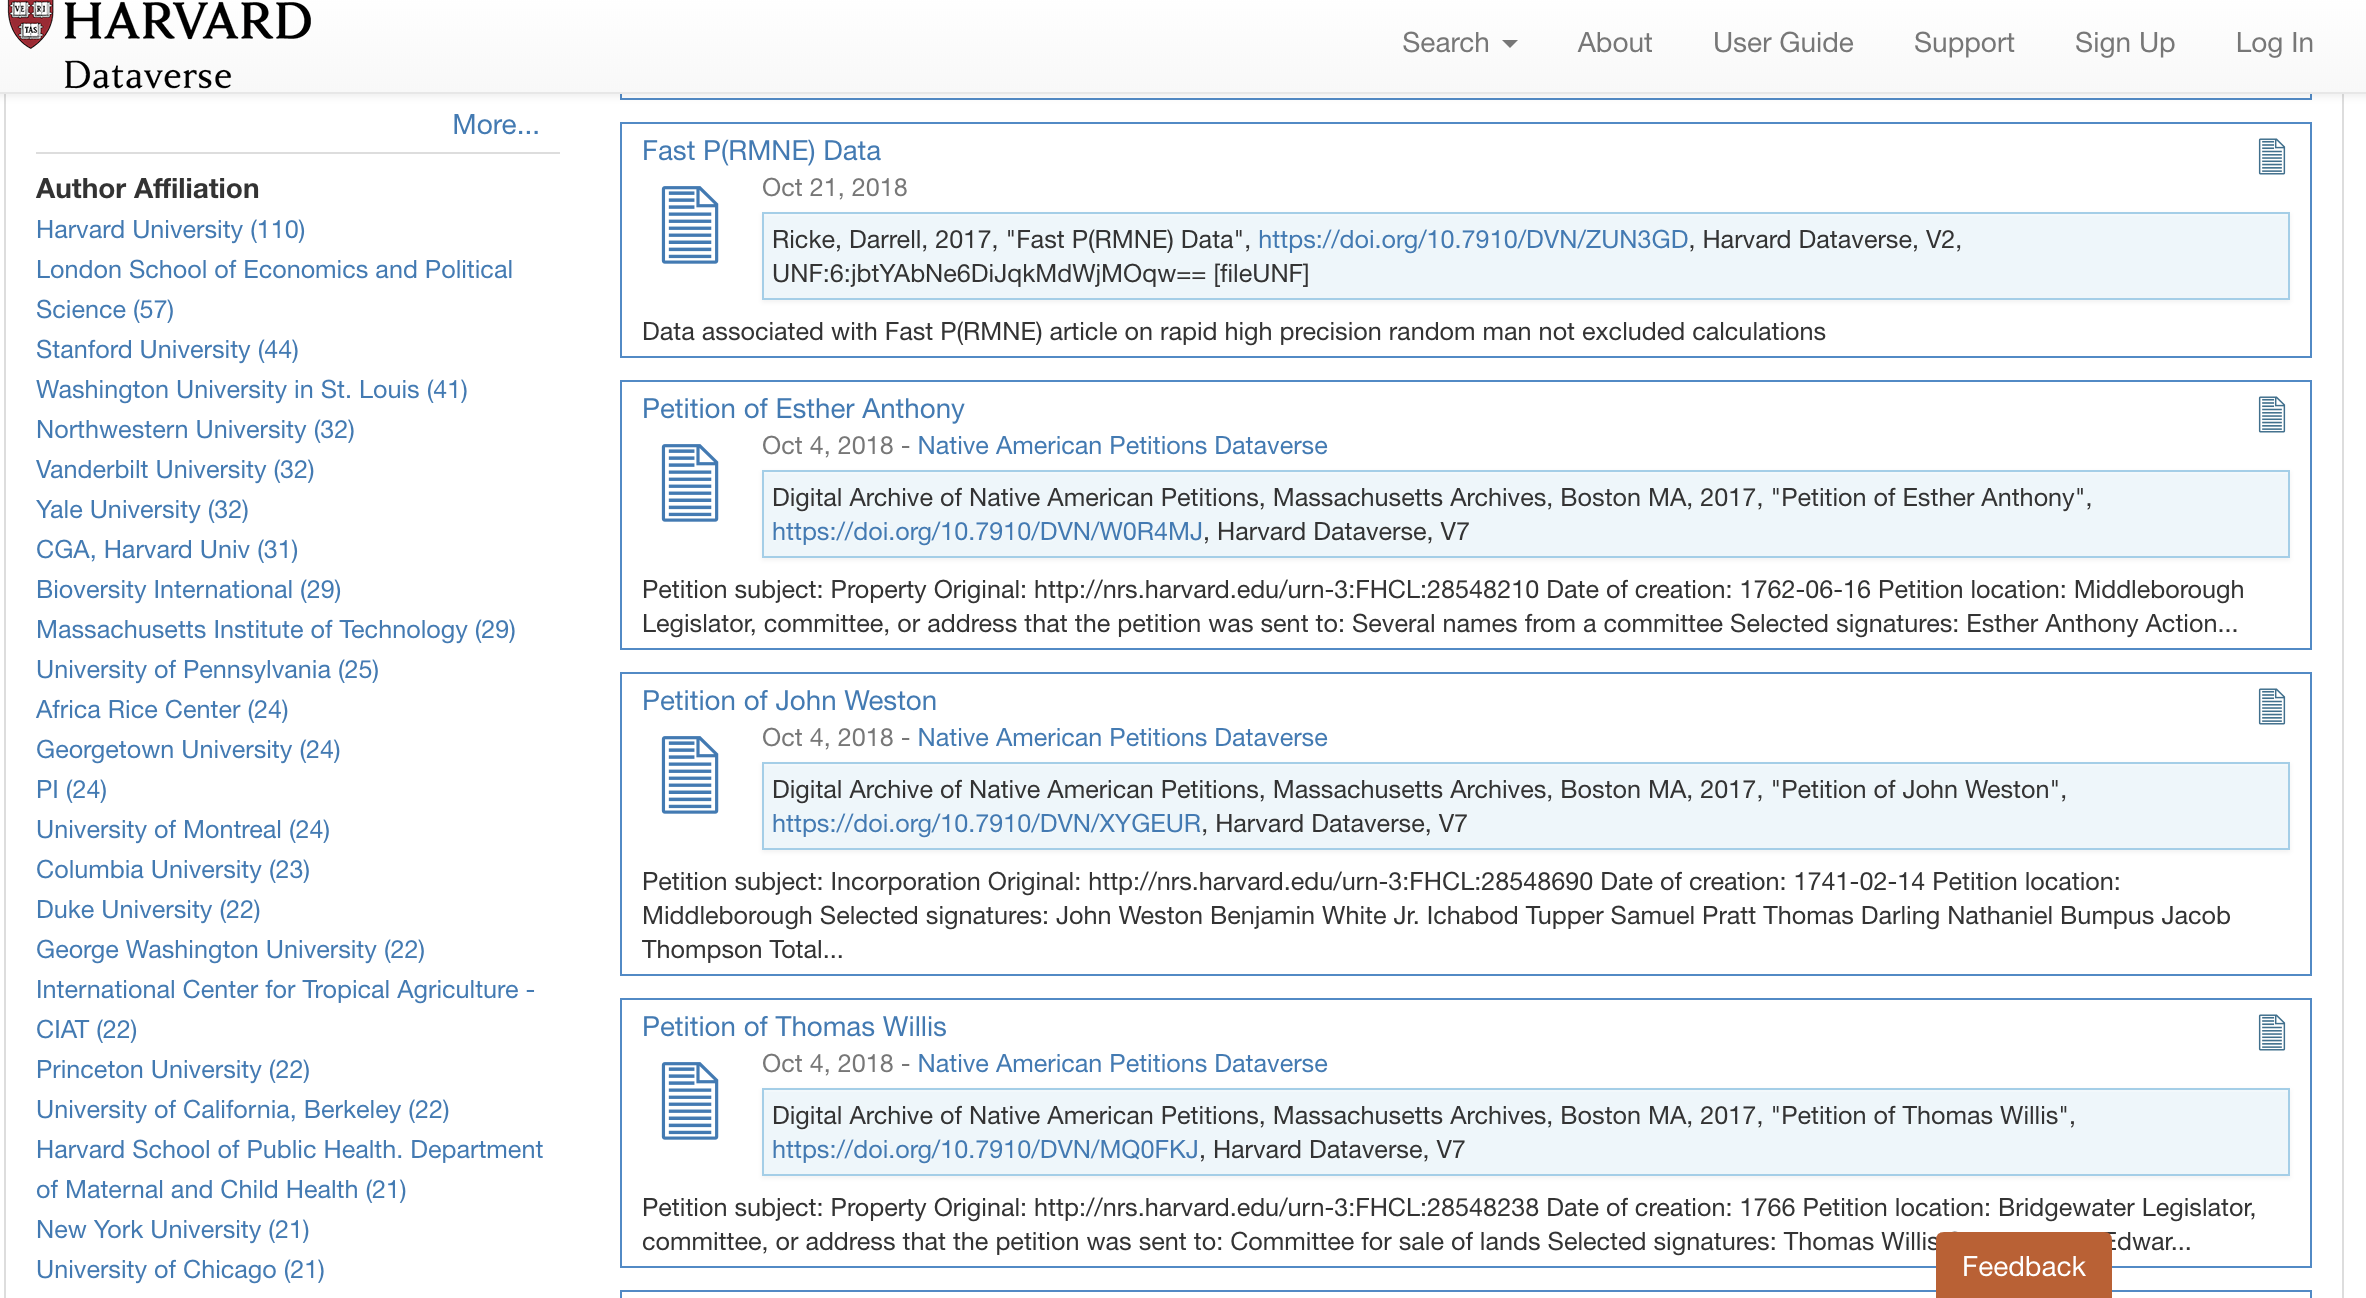 VE RI TAS
HARVARD
Dataverse
Search
About
User Guide
Support
Sign Up
Log In
More...
Author Affiliation
Harvard University (110)
London School of Economics and Political
Science (57)
Stanford University (44)
Washington University in St. Louis (41)
Northwestern University (32)
Vanderbilt University (32)
Yale University (32)
CGA, Harvard Univ (31)
Bioversity International (29)
Massachusetts Institute of Technology (29)
University of Pennsylvania (25)
Africa Rice Center (24)
Georgetown University (24)
PI (24)
University of Montreal (24)
Columbia University (23)
Duke University (22)
George Washington University (22)
International Center for Tropical Agriculture -
CIAT (22)
Princeton University (22)
University of California, Berkeley (22)
Harvard School of Public Health. Department
of Maternal and Child Health (21)
New York University (21)
University of Chicago (21)
Fast P(RMNE) Data
Oct 21, 2018
Ricke, Darrell, 2017, "Fast P(RMNE) Data", https://doi.org/10.7910/DVN/ZUN3GD, Harvard Dataverse, V2,
UNF:6:jbtYAbNe6DiJqkMdWjMOqw== [fileUNF]
Data associated with Fast P(RMNE) article on rapid high precision random man not excluded calculations
Petition of Esther Anthony
Oct 4, 2018 - Native American Petitions Dataverse
Digital Archive of Native American Petitions, Massachusetts Archives, Boston MA, 2017, "Petition of Esther Anthony",
https://doi.org/10.7910/DVN/W0R4MJ, Harvard Dataverse, V7
Petition subject: Property Original: http://nrs.harvard.edu/urn-3:FHCL:28548210 Date of creation: 1762-06-16 Petition location: Middleborough
Legislator, committee, or address that the petition was sent to: Several names from a committee Selected signatures: Esther Anthony Action...
Petition of John Weston
Oct 4, 2018 - Native American Petitions Dataverse
Digital Archive of Native American Petitions, Massachusetts Archives, Boston MA, 2017, "Petition of John Weston",
https://doi.org/10.7910/DVN/XYGEUR, Harvard Dataverse, V7
Petition subject: Incorporation Original: http://nrs.harvard.edu/urn-3:FHCL:28548690 Date of creation: 1741-02-14 Petition location:
Middleborough Selected signatures: John Weston Benjamin White Jr. Ichabod Tupper Samuel Pratt Thomas Darling Nathaniel Bumpus Jacob
Thompson Total...
Petition of Thomas Willis
Oct 4, 2018 - Native American Petitions Dataverse
Digital Archive of Native American Petitions, Massachusetts Archives, Boston MA, 2017, "Petition of Thomas Willis",
https://doi.org/10.7910/DVN/MQ0FKJ, Harvard Dataverse, V7
Petition subject: Property Original: http://nrs.harvard.edu/urn-3:FHCL:28548238 Date of creation: 1766 Petition location: Bridgewater Legislator,
committee, or address that the petition was sent to: Committee for sale of lands Selected signatures: Thomas Willis Edwar...
Feedback